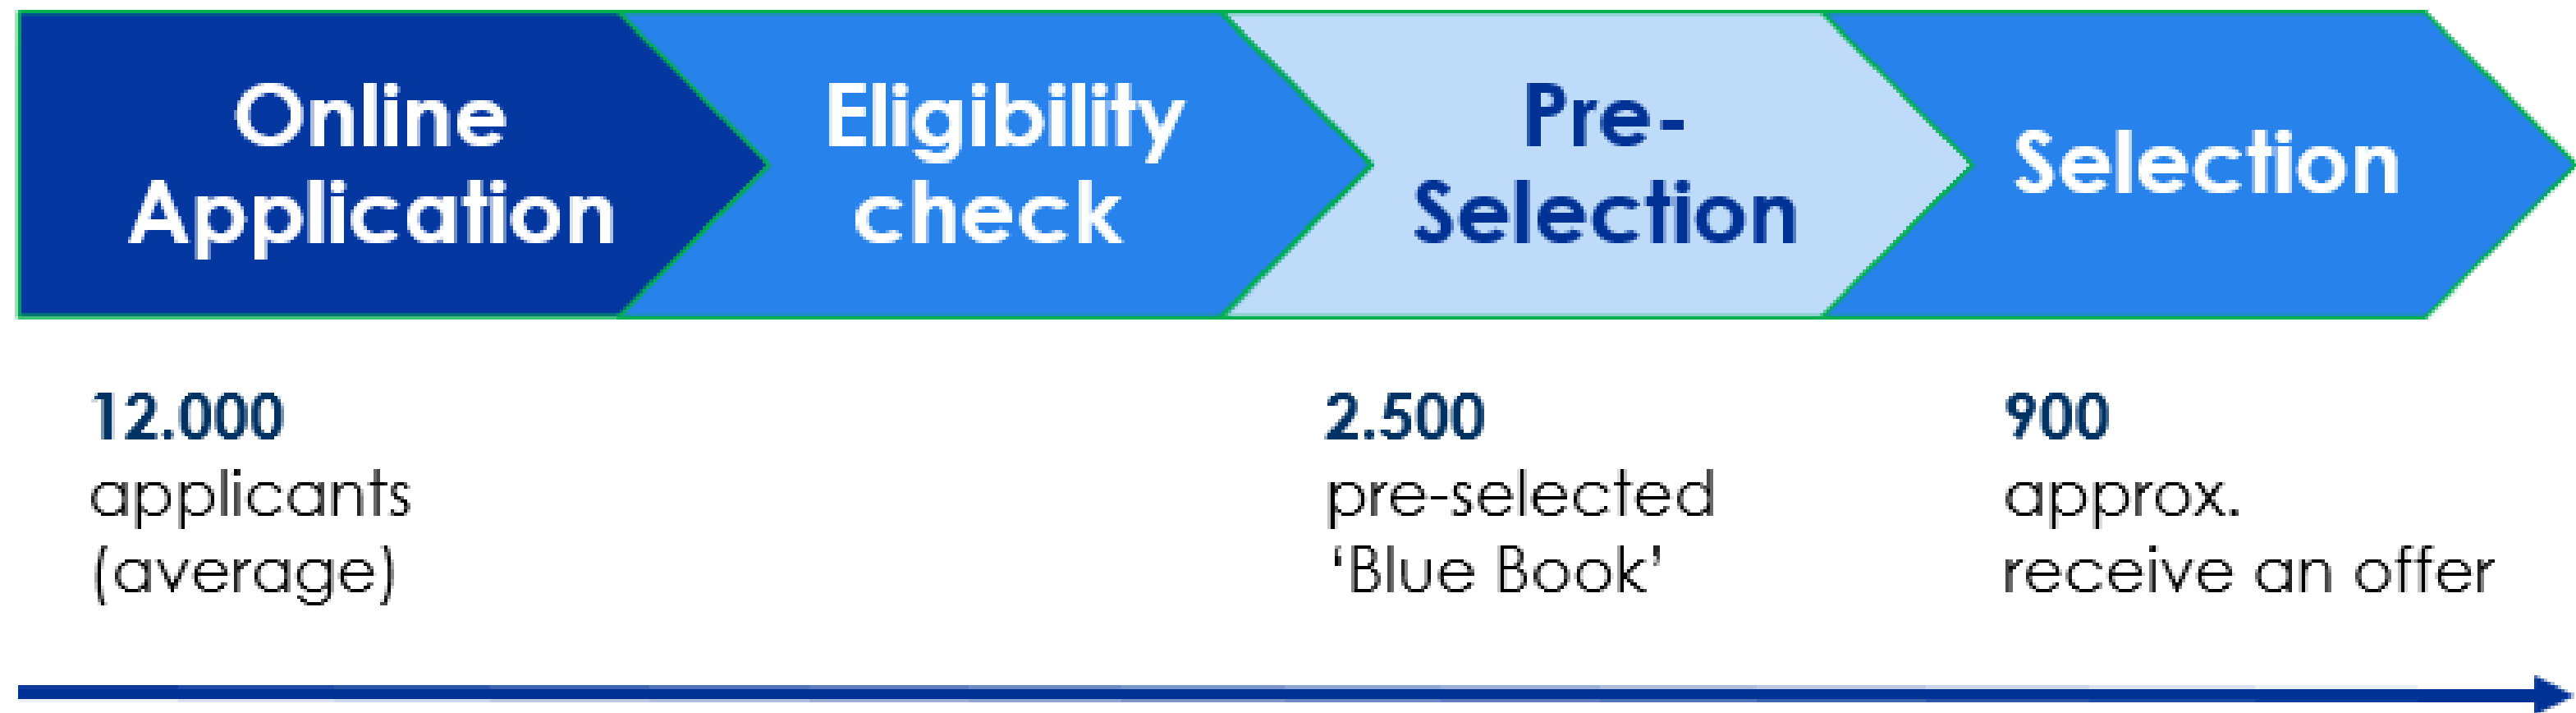 Online
Application
Eligibility
check
Pre-
Selection
Selection
12.000
applicants
(average)
2.500
pre-selected
‘Blue Book’
900
approx.
receive an offer